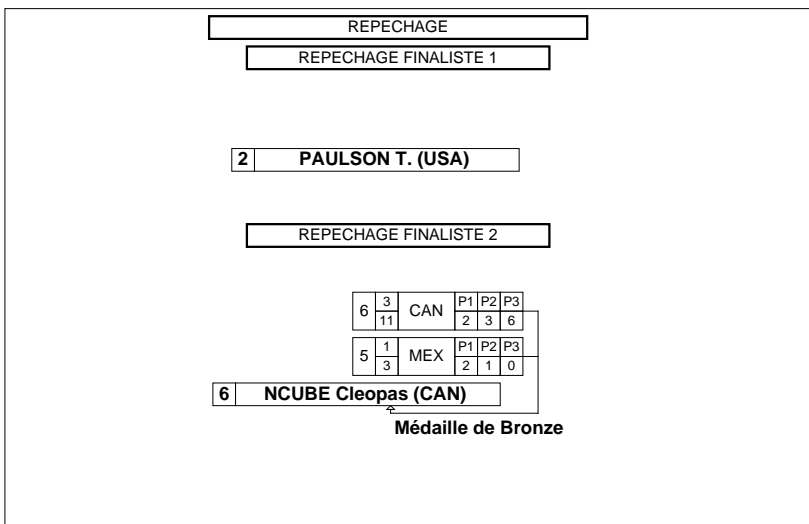 REPECHAGE
REPECHAGE FINALISTE 1
2 PAULSON T. (USA)
REPECHAGE FINALISTE 2
6 3 CAN P1 P2 P3
11 2 3 6
5 1 MEX P1 P2 P3
3 2 1 0
6 NCUBE Cleopas (CAN)
Médaille de Bronze